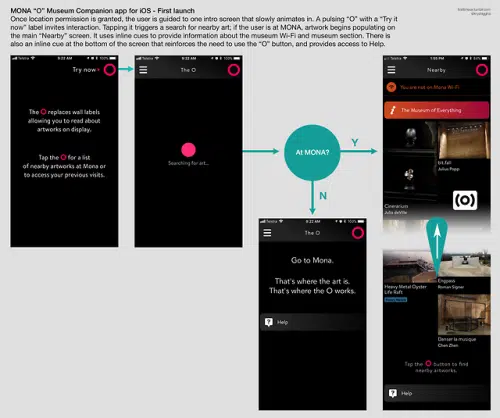 MONA "O" Museum Companion app for iOS - First launch
Once location permission is granted, the user is guided to one intro screen that slowly animates in. A pulsing "O" with a "Try it
now" label invites interaction. Tapping it triggers a search for nearby art; if the user is at MONA, artwork begins populating on
the main "Nearby" screen. It uses inline cues to provide information about the museum Wi-Fi and museum section. There is
also an inline cue at the bottom of the screen that reinforces the need to use the "O" button, and provides access to Help.
Telstra
9:22 AM
Try now
The O replaces wall labels
allowing you to read about
artworks on display.
Tap the O for a list
of nearby artworks at Mona or
to access your previous visits.
Telstra
9:22 AM
The O
Searching for art...
At MONA?
Y
N
Telstra
9:22 AM
The O
Go to Mona.
That's where the art is.
That's where the O works.
Help
Telstra
Nearby
You are not on Mona Wi-Fi
The Museum of Everything
Cinerarium
Julia deVille
bit.fall
Julius Popp
Heavy Metal Oyster
Life Raft
Engpass
Roman Signer
Danser la musique
Chen Zhen
Tap the O button to find
nearby artworks.
Help